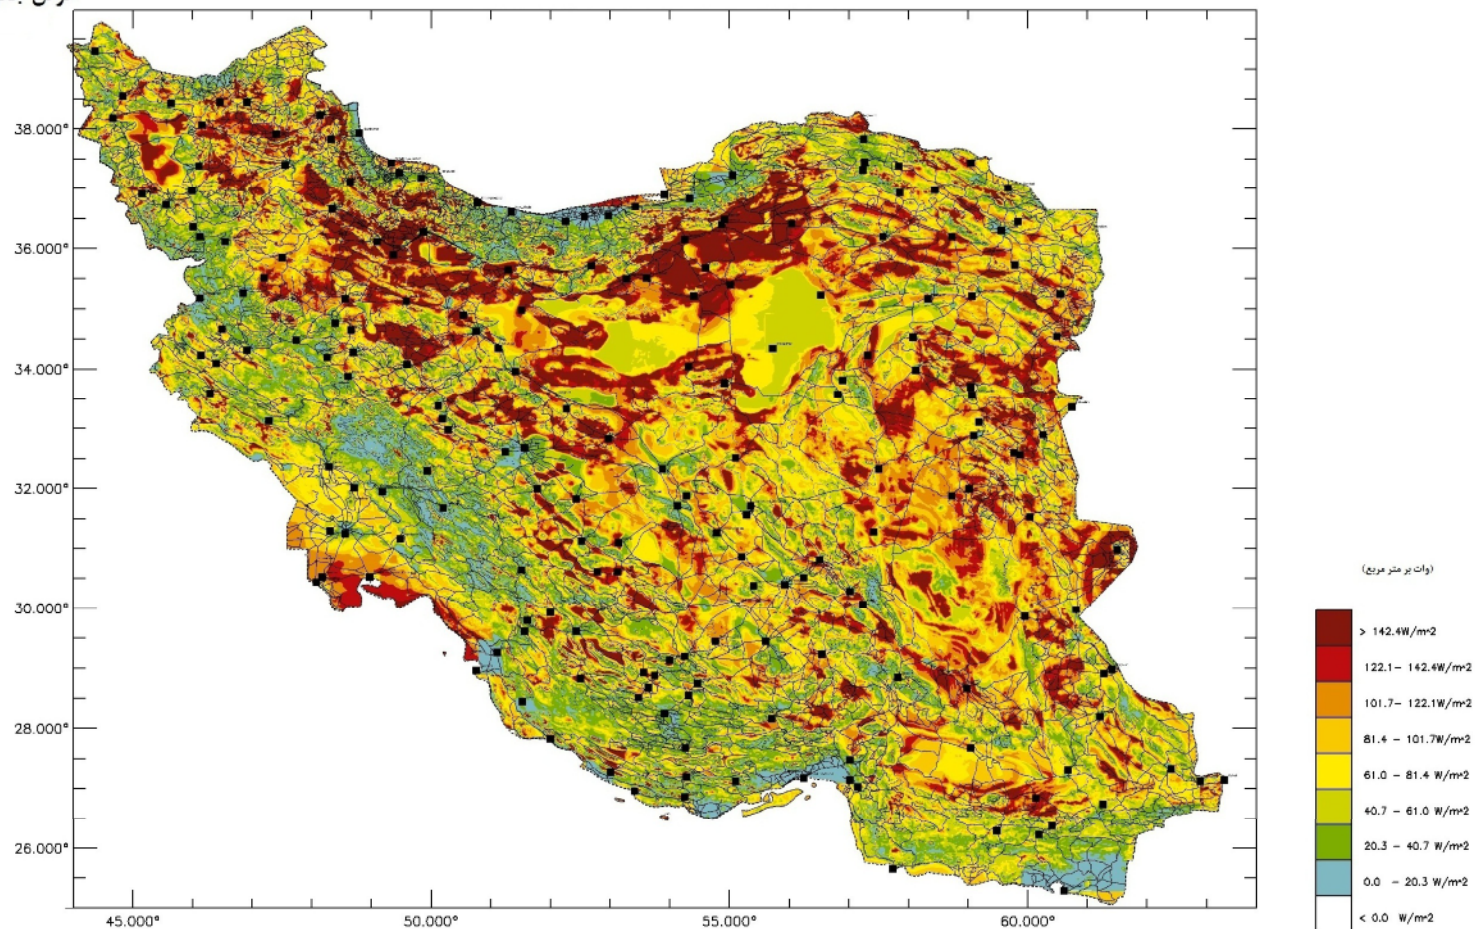 38.000°
36.000°
34.000°
32.000°
30.000°
28.000°
26.000°
45.000°
50.000°
55.000°
60.000°
(وات بر متر مربع)
> 142.4W/m^2
122.1- 142.4W/m^2
101.7- 122.1W/m^2
81.4 - 101.7W/m^2
61.0 - 81.4 W/m^2
40.7 - 61.0 W/m^2
20.3 - 40.7 W/m^2
0.0 - 20.3 W/m^2
< 0.0 W/m^2